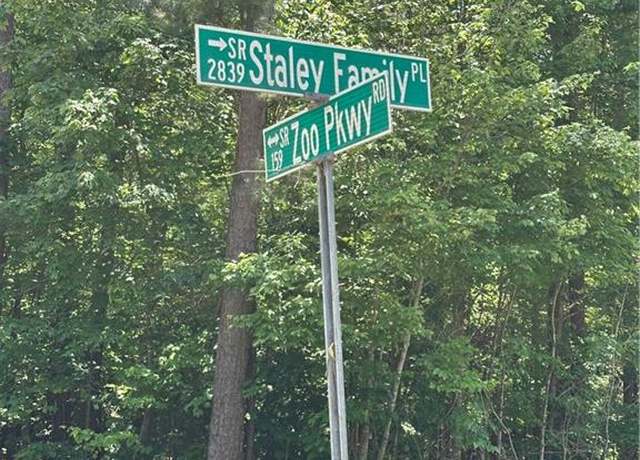 →SR Staley Family PL
2839
↔SR Zoo Pkwy RD
159